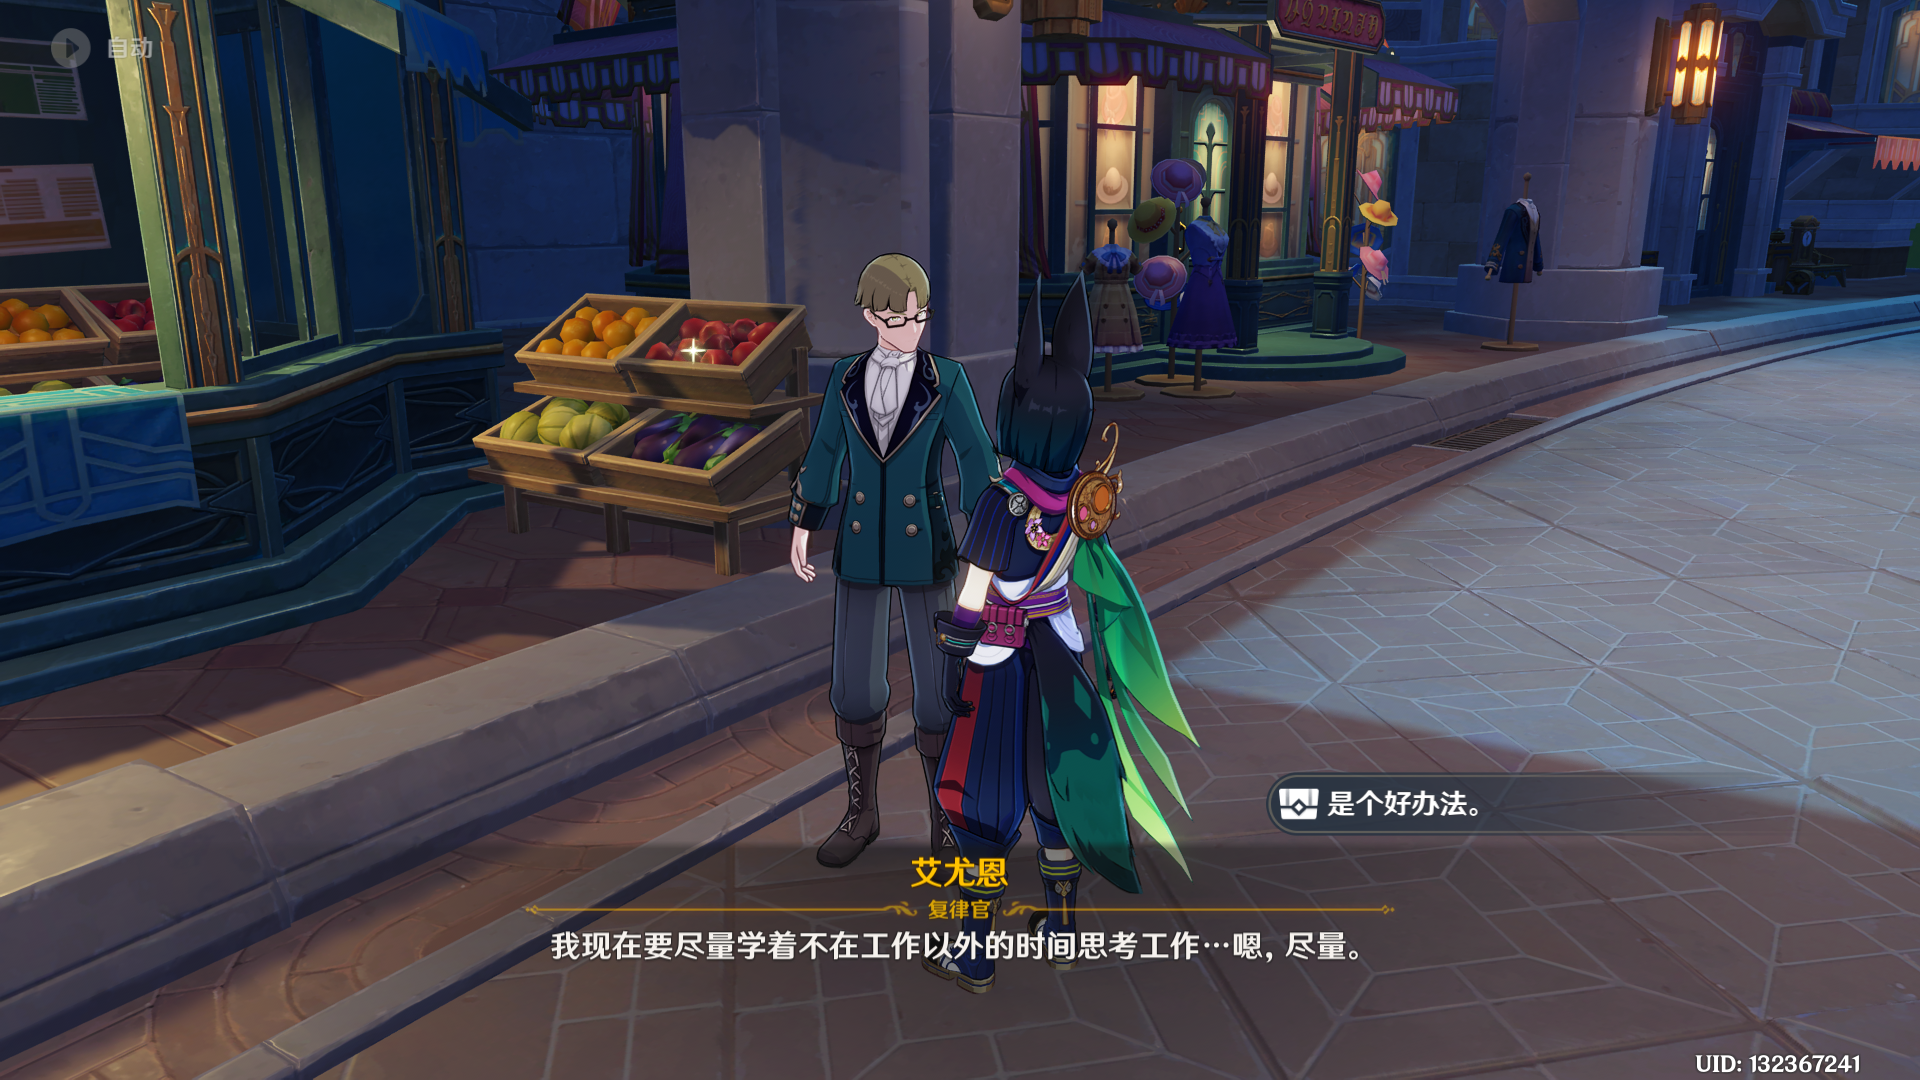 自动
是个好办法。
艾尤恩
复律官
我现在要尽量学着不在工作以外的时间思考工作…嗯，尽量。
UID: 132367241